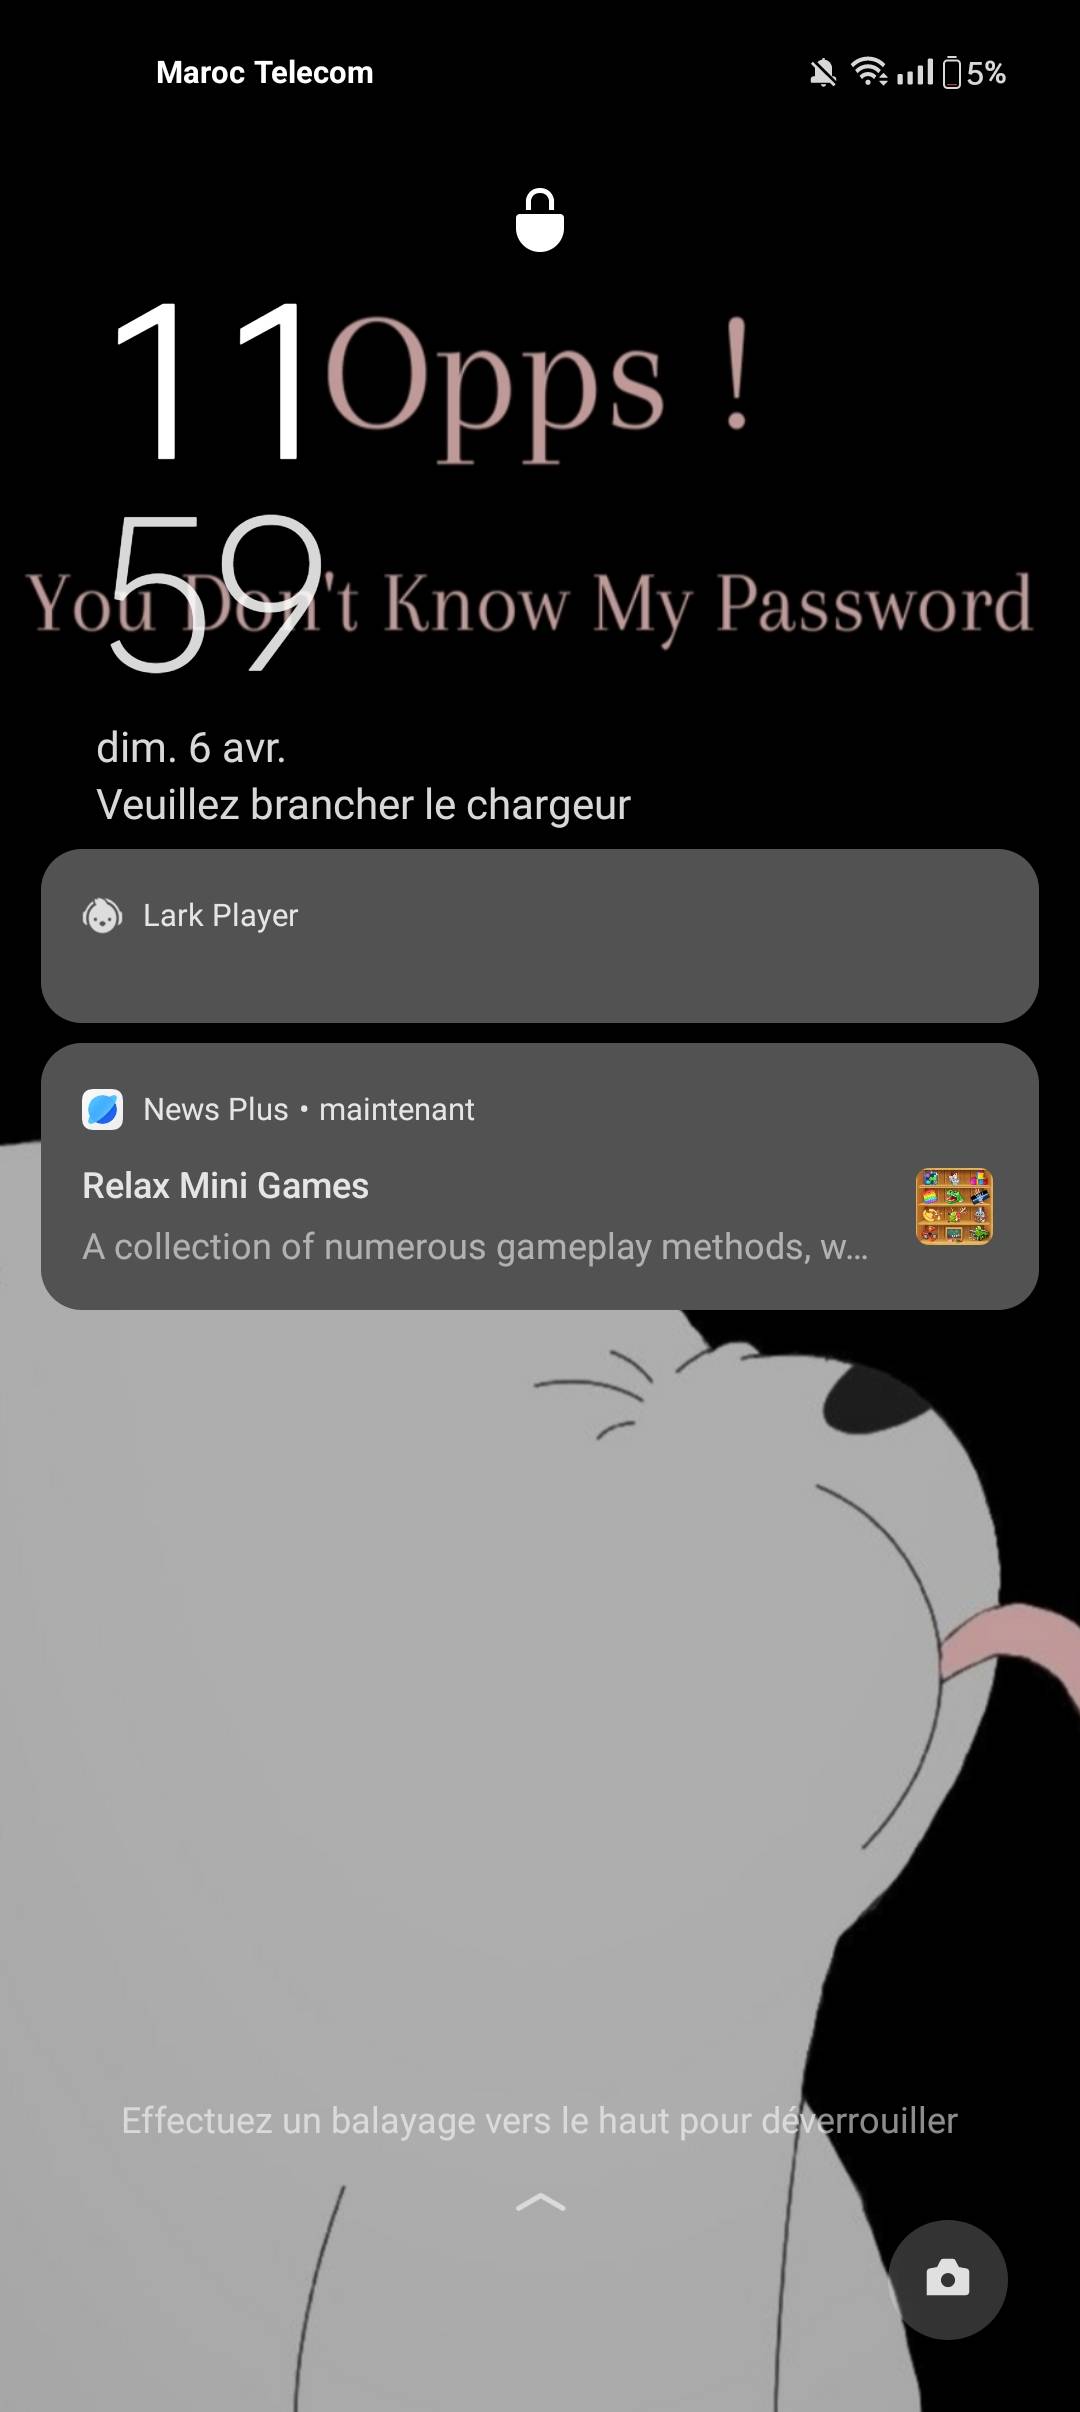 Maroc Telecom
5%
11
Opps !
59
You Don't Know My Password
dim. 6 avr.
Veuillez brancher le chargeur
Lark Player
News Plus • maintenant
Relax Mini Games
A collection of numerous gameplay methods, w…
Effectuez un balayage vers le haut pour déverrouiller